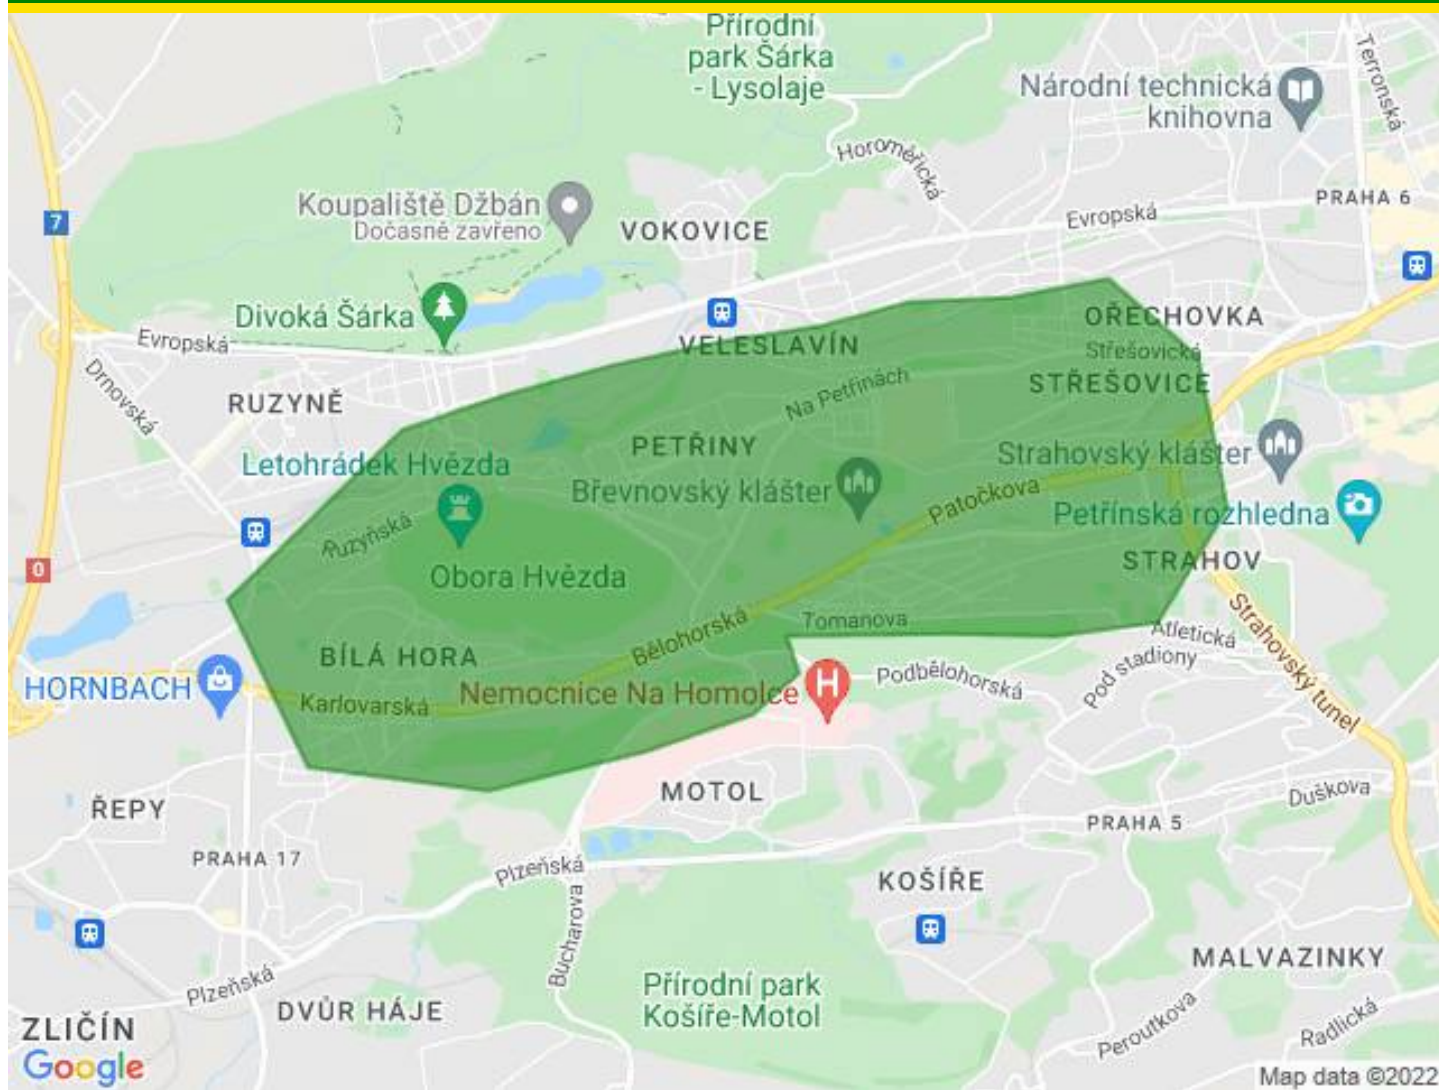 Přírodní
park Šárka
- Lysolaje
Národní technická
knihovna
Terronská
Horoměřická
7
Koupaliště Džbán
Dočasně zavřeno
VOKOVICE
Evropská
PRAHA 6
Divoká Šárka
Evropská
VELESLAVÍN
OŘECHOVKA
Střešovická
Drnovská
RUZYNĚ
Na Petřinách
STŘEŠOVICE
PETŘINY
Letohrádek Hvězda
Strahovský klášter
Břevnovský klášter
Patočkova
Petřínská rozhledna
Ruzyňská
0
Obora Hvězda
STRAHOV
Tomanova
Bělohorská
Strahovský tunel
Atletická
BÍLÁ HORA
HORNBACH
Karlovarská
Nemocnice Na Homolce
H
Podbělohorská
Pod stadiony
MOTOL
Duškova
ŘEPY
PRAHA 5
PRAHA 17
Plzeňská
KOŠÍŘE
Bucharova
MALVAZINKY
Plzeňská
Přírodní park
Košíře-Motol
DVŮR HÁJE
ZLIČÍN
Peroutkova
Radlická
Google
Map data ©2022